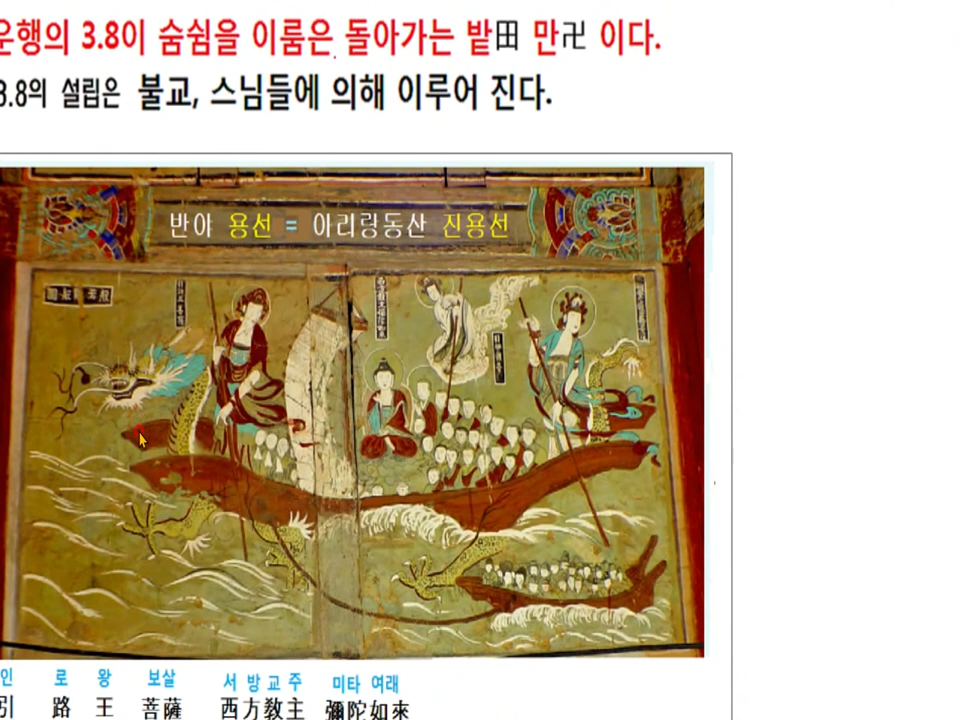 운행의 3.8이 숨쉼을 이룸은 돌아가는 밭田 만卍 이다.
3.8의 설립은 불교, 스님들에 의해 이루어 진다.
반야 용선 = 아리랑동산 진용선
인 로 왕 보살 서 방 교 주 미타 여래
引 路 王 菩薩 西方敎主 彌陀如來